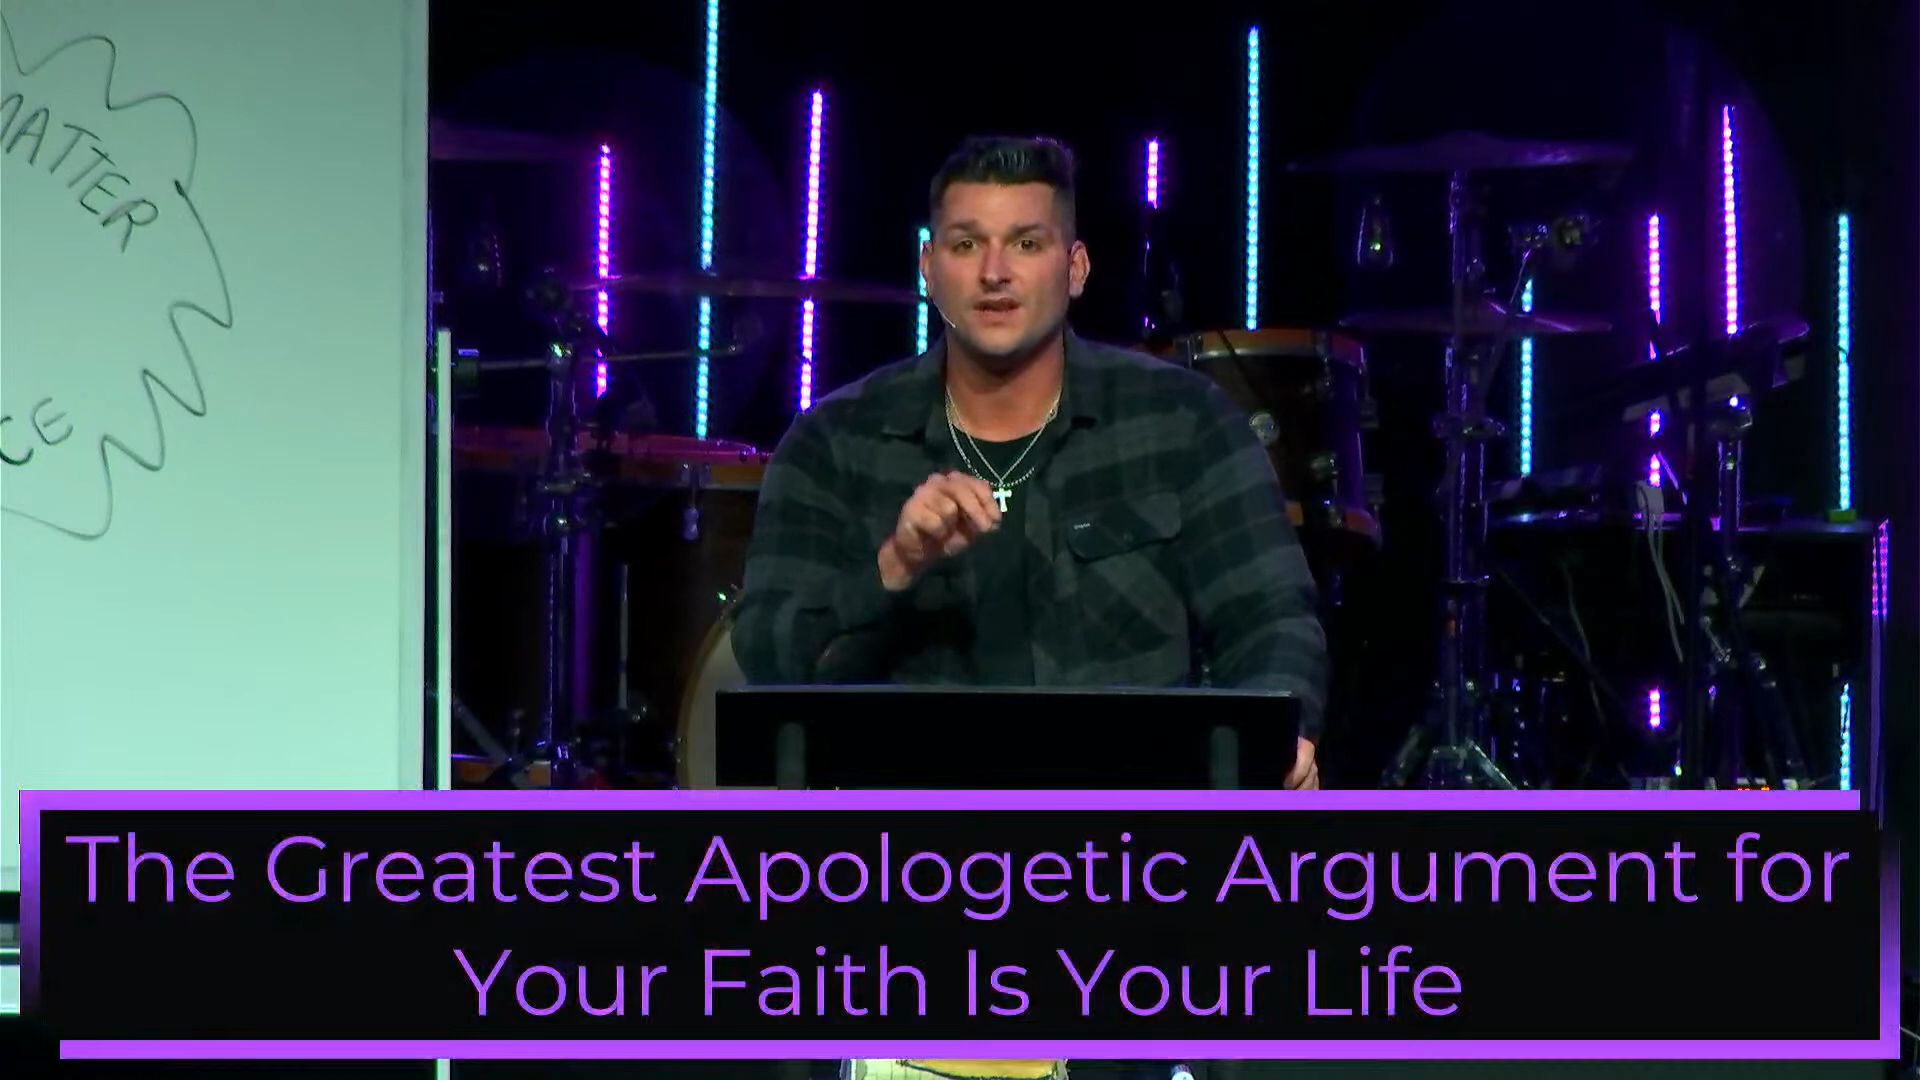 MATTER
CE
The Greatest Apologetic Argument for
Your Faith Is Your Life